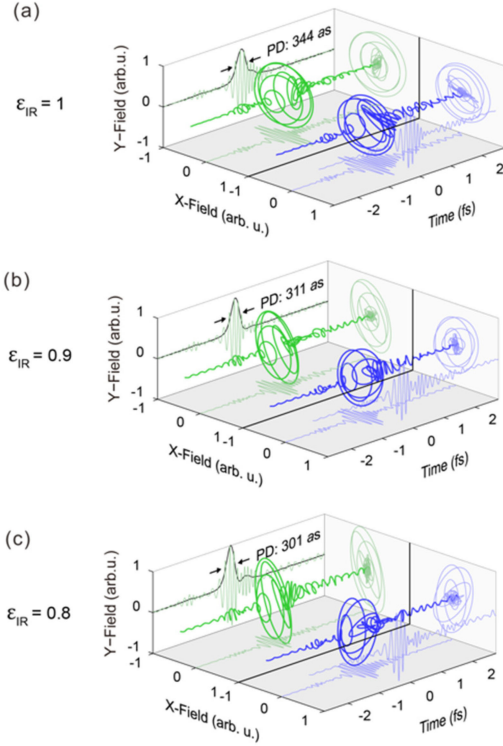 (a)
ε_IR = 1
PD: 344 as
Y-Field (arb.u.)
1
0
-1
-1
0
1-1
0
1
X-Field (arb. u.)
-2
-1
0
1
2
Time (fs)
(b)
ε_IR = 0.9
PD: 311 as
Y-Field (arb.u.)
1
0
-1
-1
0
1-1
0
1
X-Field (arb. u.)
-2
-1
0
1
2
Time (fs)
(c)
ε_IR = 0.8
PD: 301 as
Y-Field (arb.u.)
1
0
-1
-1
0
1-1
0
1
X-Field (arb. u.)
-2
-1
0
1
2
Time (fs)